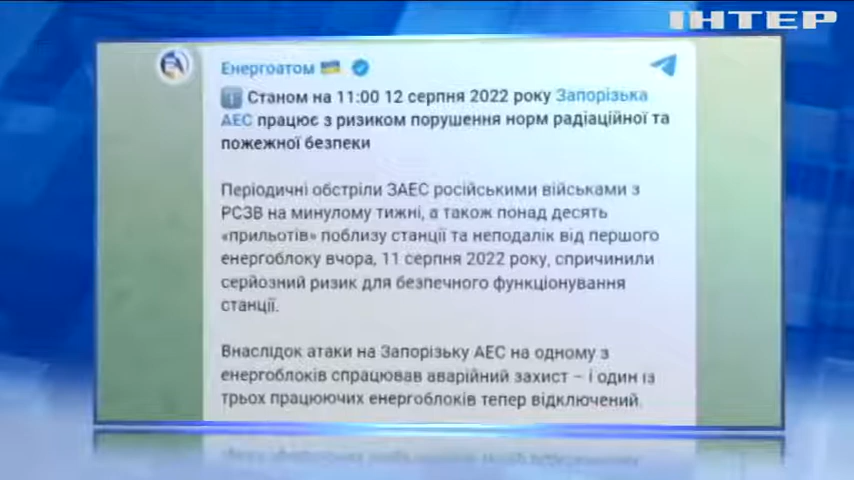 ІНТЕР
Енергоатом
Станом на 11:00 12 серпня 2022 року Запорізька
АЕС працює з ризиком порушення норм радіаційної та
пожежної безпеки
Періодичні обстріли ЗАЕС російськими військами з
РСЗВ на минулому тижні, а також понад десять
«прильотів» поблизу станції та неподалік від першого
енергоблоку вчора, 11 серпня 2022 року, спричинили
серйозний ризик для безпечного функціонування
станції.
Внаслідок атаки на Запорізьку АЕС на одному з
енергоблоків спрацював аварійний захист – і один із
трьох працюючих енергоблоків тепер відключений.